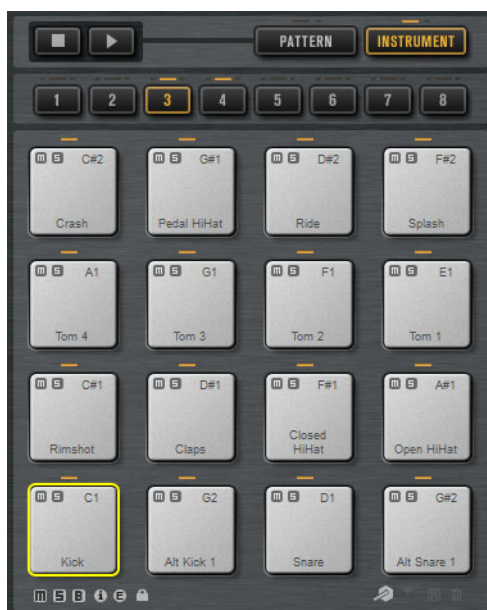 PATTERN INSTRUMENT
1 2 3 4 5 6 7 8
M S C#2 M S G#1 M S D#2 M S F#2
Crash Pedal HiHat Ride Splash
M S A1 M S G1 M S F1 M S E1
Tom 4 Tom 3 Tom 2 Tom 1
M S C#1 M S D#1 M S F#1 M S A#1
Rimshot Claps Closed HiHat Open HiHat
M S C1 M S G2 M S D1 M S G#2
Kick Alt Kick 1 Snare Alt Snare 1
M S B i E